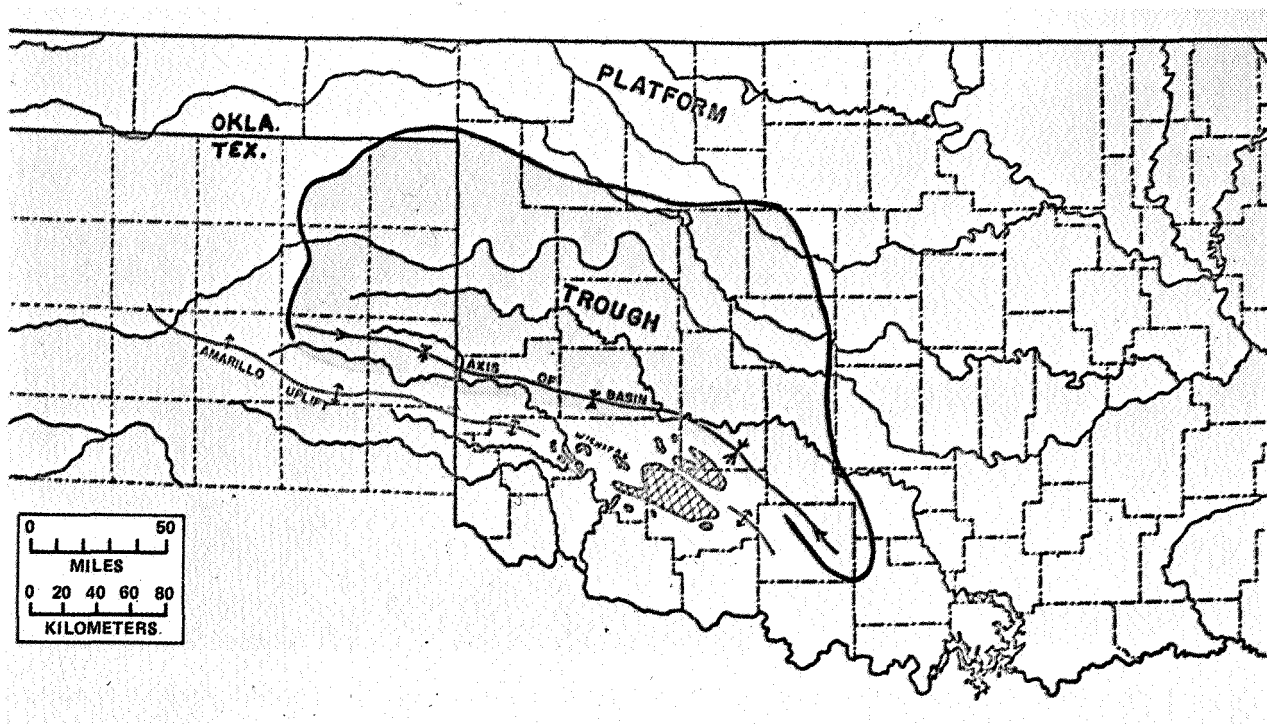 PLATFORM
OKLA.
TEX.
TROUGH
AMARILLO UPLIFT
AXIS OF BASIN
WICHITA
0 50
MILES
0 20 40 60 80
KILOMETERS